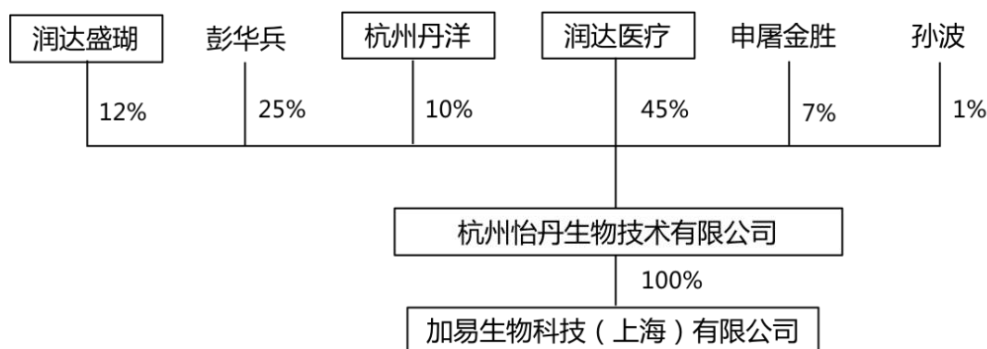 润达盛瑚 彭华兵 杭州丹洋 润达医疗 申屠金胜 孙波
12% 25% 10% 45% 7% 1%
杭州怡丹生物技术有限公司
100%
加易生物科技（上海）有限公司